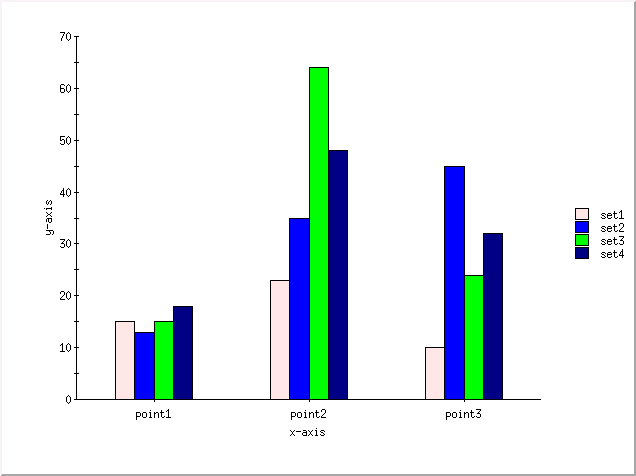 70
60
50
40
30
20
10
0
y-axis
point1 point2 point3
x-axis
set1
set2
set3
set4